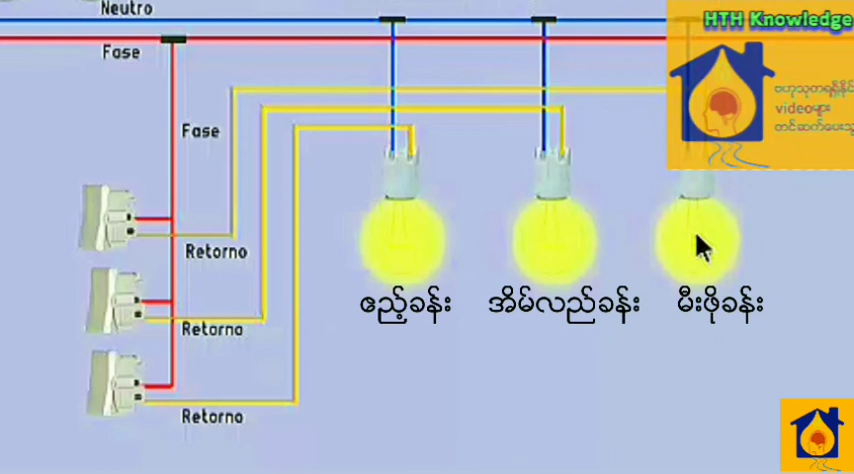 Neutro
HTH Knowledge
Fase
Fase
videoများ
Retorno
Retorno
Retorno
ဧည့်ခန်း အိမ်လည်ခန်း မီးဖိုခန်း